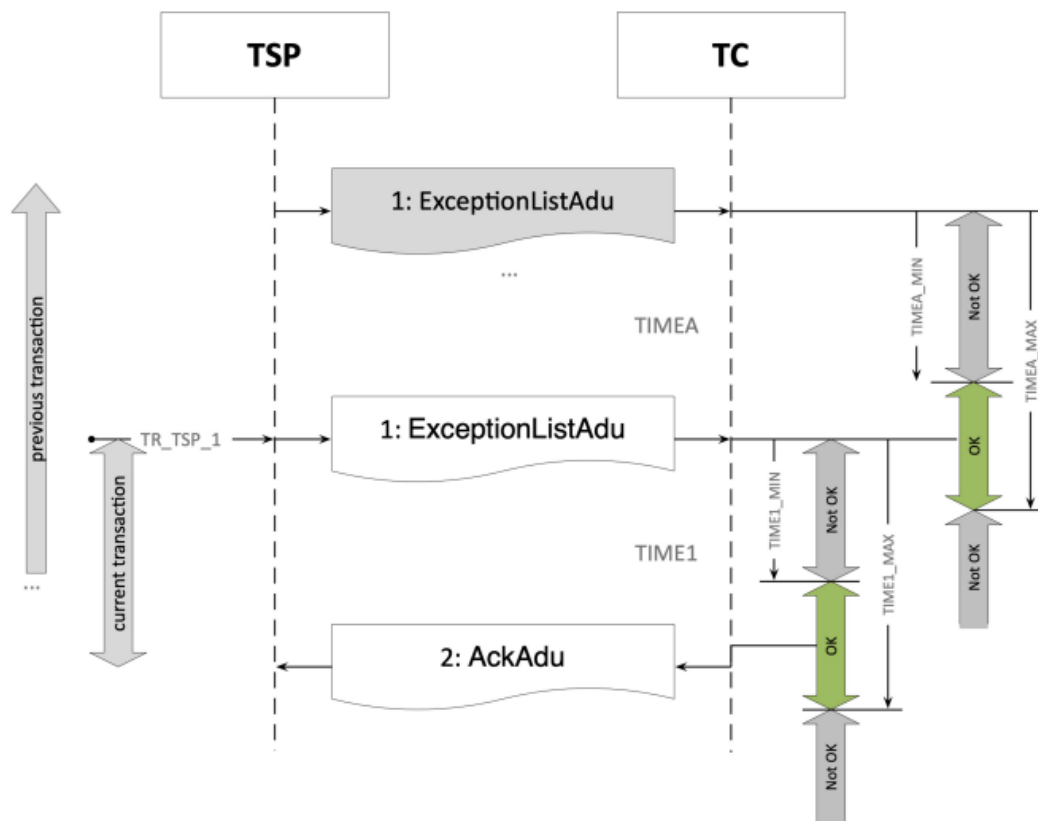 TSP
TC
1: ExceptionListAdu
...
TIMEA
TIMEA_MIN
Not OK
TIMEA_MAX
previous transaction
...
TR_TSP_1
1: ExceptionListAdu
OK
current transaction
TIME1
TIME1_MIN
Not OK
TIME1_MAX
Not OK
2: AckAdu
OK
Not OK